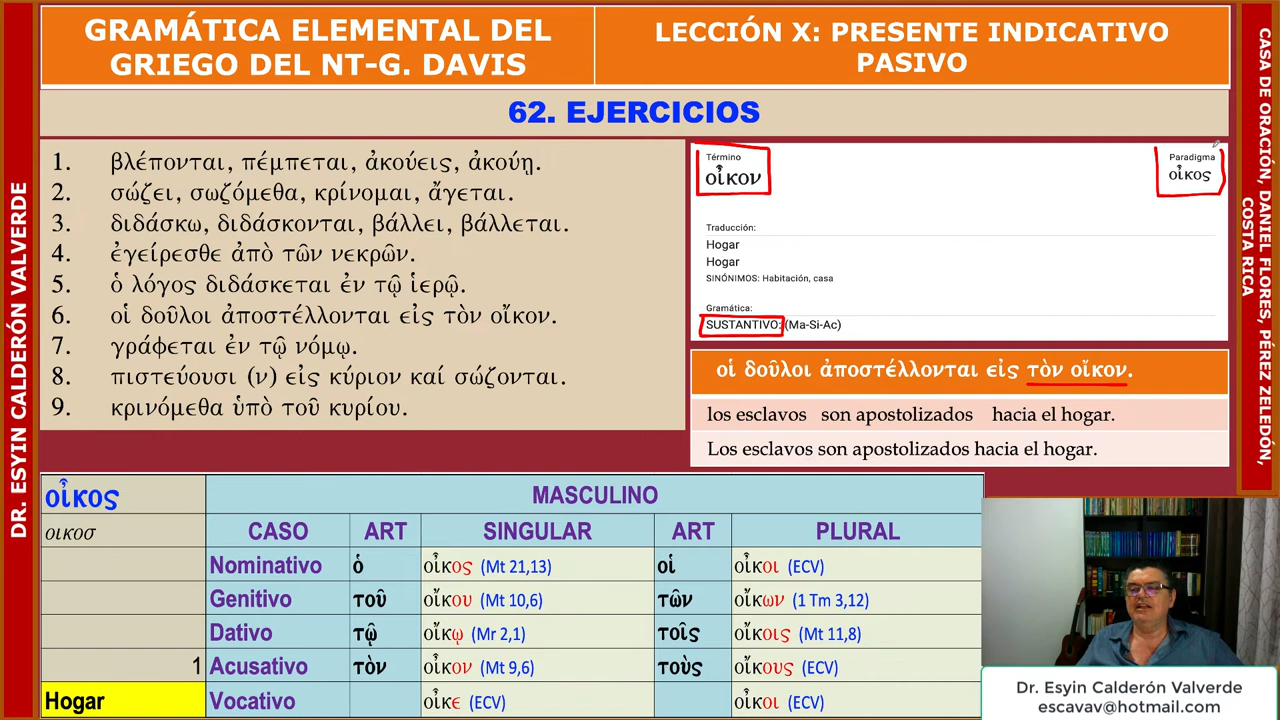 GRAMÁTICA ELEMENTAL DEL
GRIEGO DEL NT-G. DAVIS
LECCIÓN X: PRESENTE INDICATIVO
PASIVO
62. EJERCICIOS
DR. ESYIN CALDERÓN VALVERDE
CASA DE ORACIÓN, DANIEL FLORES, PÉREZ ZELEDÓN,
COSTA RICA
1. βλέπονται, πέμπεται, ἀκούεις, ἀκούῃ.
2. σώζει, σωζόμεθα, κρίνομαι, ἄγεται.
3. διδάσκω, διδάσκονται, βάλλει, βάλλεται.
4. ἐγείρεσθε ἀπὸ τῶν νεκρῶν.
5. ὁ λόγος διδάσκεται ἐν τῷ ἱερῷ.
6. οἱ δοῦλοι ἀποστέλλονται εἰς τὸν οἴκον.
7. γράφεται ἐν τῷ νόμῳ.
8. πιστεύουσι (ν) εἰς κύριον καί σώζονται.
9. κρινόμεθα ὑπὸ τοῦ κυρίου.
Término
οἶκον
Paradigma
οἶκος
Traducción:
Hogar
Hogar
SINÓNIMOS: Habitación, casa
Gramática:
SUSTANTIVO: (Ma-Si-Ac)
οἱ δοῦλοι ἀποστέλλονται εἰς τὸν οἴκον.
los esclavos son apostolizados hacia el hogar.
Los esclavos son apostolizados hacia el hogar.
οἶκος MASCULINO
οικοσ CASO ART SINGULAR ART PLURAL
Nominativo ὁ οἶκος (Mt 21,13) οἱ οἶκοι (ECV)
Genitivo τοῦ οἴκου (Mt 10,6) τῶν οἴκων (1 Tm 3,12)
Dativo τῷ οἴκῳ (Mr 2,1) τοῖς οἴκοις (Mt 11,8)
1 Acusativo τὸν οἶκον (Mt 9,6) τοὺς οἴκους (ECV)
Hogar Vocativo οἶκε (ECV) οἶκοι (ECV)
Dr. Esyin Calderón Valverde
escavav@hotmail.com